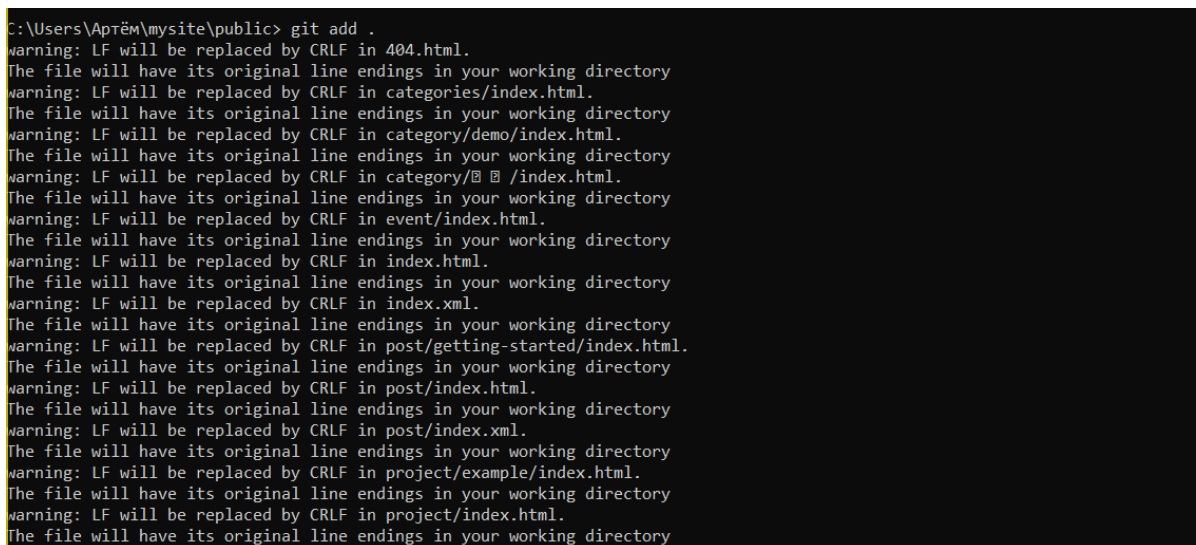 C:\Users\Артём\mysite\public> git add .
warning: LF will be replaced by CRLF in 404.html.
The file will have its original line endings in your working directory
warning: LF will be replaced by CRLF in categories/index.html.
The file will have its original line endings in your working directory
warning: LF will be replaced by CRLF in category/demo/index.html.
The file will have its original line endings in your working directory
warning: LF will be replaced by CRLF in category/⍰ ⍰ /index.html.
The file will have its original line endings in your working directory
warning: LF will be replaced by CRLF in event/index.html.
The file will have its original line endings in your working directory
warning: LF will be replaced by CRLF in index.html.
The file will have its original line endings in your working directory
warning: LF will be replaced by CRLF in index.xml.
The file will have its original line endings in your working directory
warning: LF will be replaced by CRLF in post/getting-started/index.html.
The file will have its original line endings in your working directory
warning: LF will be replaced by CRLF in post/index.html.
The file will have its original line endings in your working directory
warning: LF will be replaced by CRLF in post/index.xml.
The file will have its original line endings in your working directory
warning: LF will be replaced by CRLF in project/example/index.html.
The file will have its original line endings in your working directory
warning: LF will be replaced by CRLF in project/index.html.
The file will have its original line endings in your working directory